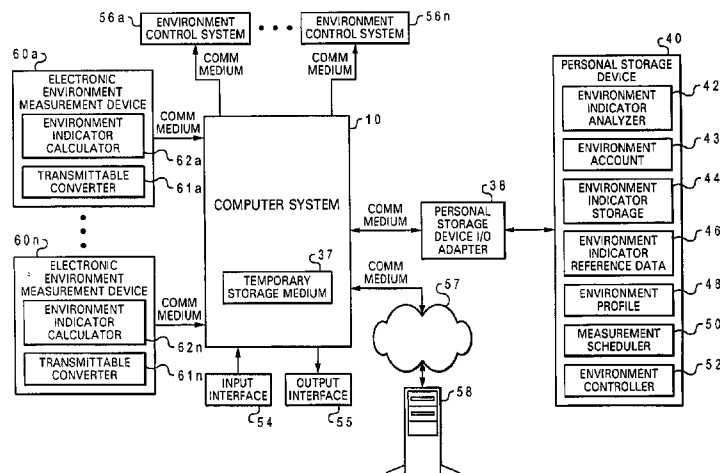 56a
ENVIRONMENT
CONTROL SYSTEM
ENVIRONMENT
CONTROL SYSTEM
56n
COMM
MEDIUM
COMM
MEDIUM
60a
ELECTRONIC
ENVIRONMENT
MEASUREMENT DEVICE
ENVIRONMENT
INDICATOR
CALCULATOR
62a
TRANSMITTABLE
CONVERTER
61a
COMM
MEDIUM
60n
ELECTRONIC
ENVIRONMENT
MEASUREMENT DEVICE
ENVIRONMENT
INDICATOR
CALCULATOR
62n
TRANSMITTABLE
CONVERTER
61n
COMM
MEDIUM
10
COMPUTER SYSTEM
37
TEMPORARY
STORAGE MEDIUM
INPUT
INTERFACE
54
OUTPUT
INTERFACE
55
COMM
MEDIUM
38
PERSONAL
STORAGE
DEVICE I/O
ADAPTER
COMM
MEDIUM
57
58
40
PERSONAL STORAGE
DEVICE
ENVIRONMENT
INDICATOR
ANALYZER
42
ENVIRONMENT
ACCOUNT
43
ENVIRONMENT
INDICATOR
STORAGE
44
ENVIRONMENT
INDICATOR
REFERENCE DATA
46
ENVIRONMENT
PROFILE
48
MEASUREMENT
SCHEDULER
50
ENVIRONMENT
CONTROLLER
52